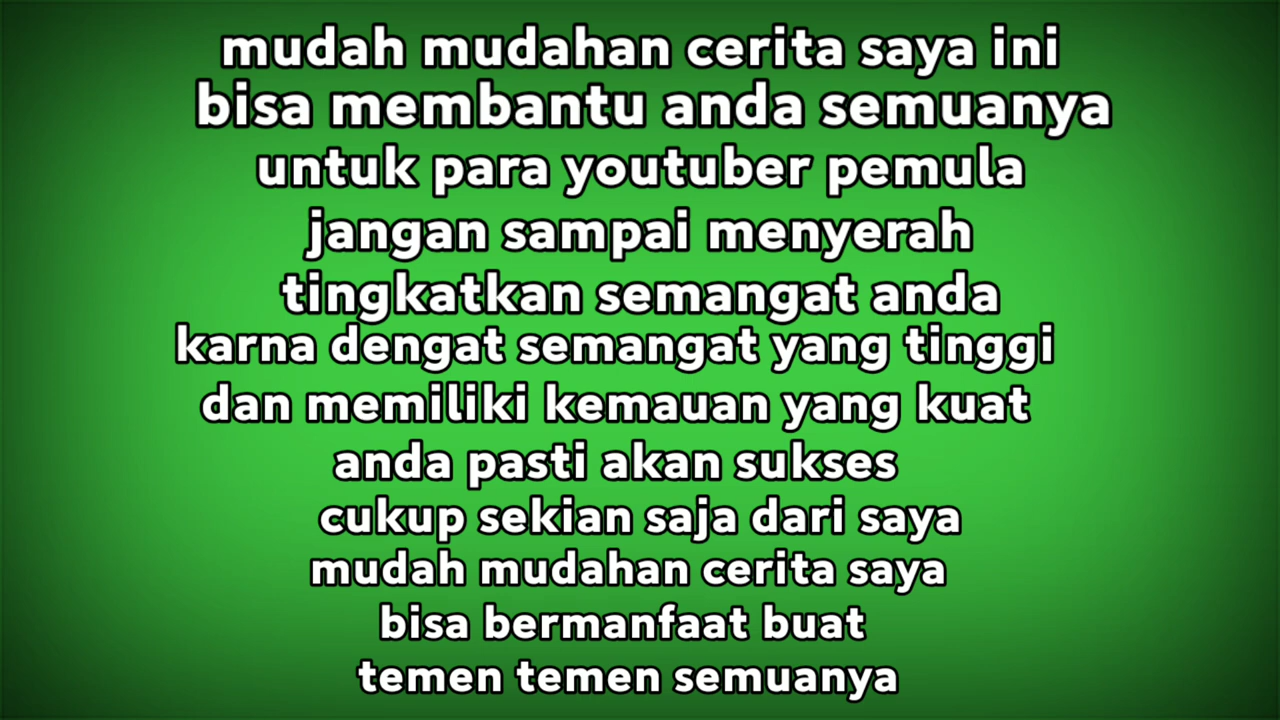 mudah mudahan cerita saya ini
bisa membantu anda semuanya
untuk para youtuber pemula
jangan sampai menyerah
tingkatkan semangat anda
karna dengat semangat yang tinggi
dan memiliki kemauan yang kuat
anda pasti akan sukses
cukup sekian saja dari saya
mudah mudahan cerita saya
bisa bermanfaat buat
temen temen semuanya